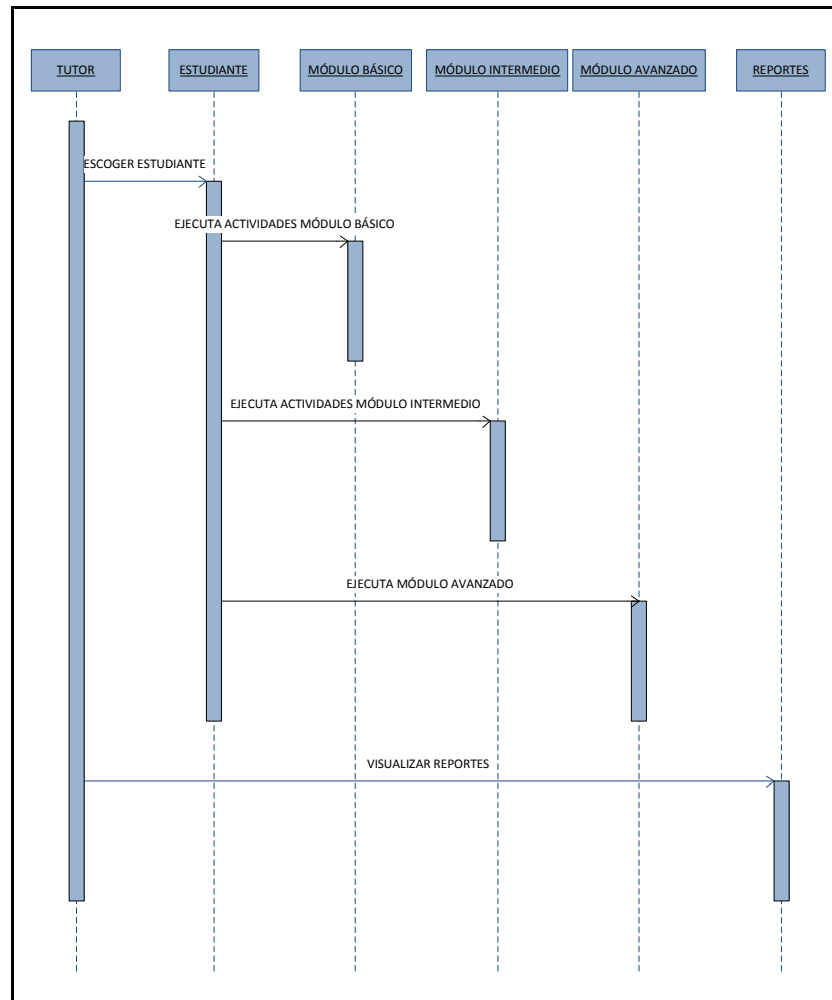 TUTOR
ESTUDIANTE
MÓDULO BÁSICO
MÓDULO INTERMEDIO
MÓDULO AVANZADO
REPORTES
ESCOGER ESTUDIANTE
EJECUTA ACTIVIDADES MÓDULO BÁSICO
EJECUTA ACTIVIDADES MÓDULO INTERMEDIO
EJECUTA MÓDULO AVANZADO
VISUALIZAR REPORTES